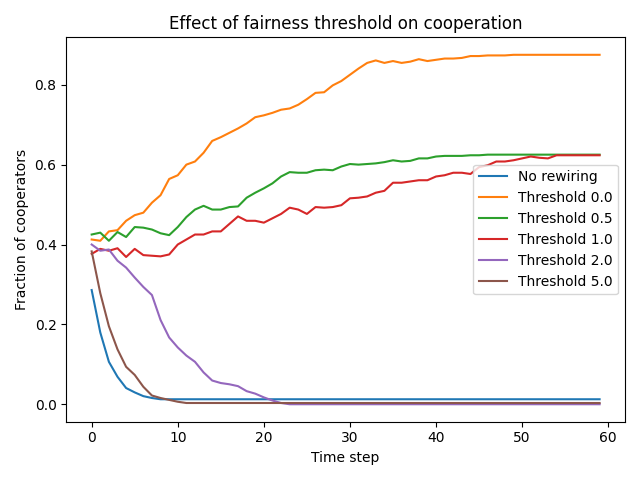 Effect of fairness threshold on cooperation
Fraction of cooperators
0.8
0.6
0.4
0.2
0.0
No rewiring
Threshold 0.0
Threshold 0.5
Threshold 1.0
Threshold 2.0
Threshold 5.0
0 10 20 30 40 50 60
Time step